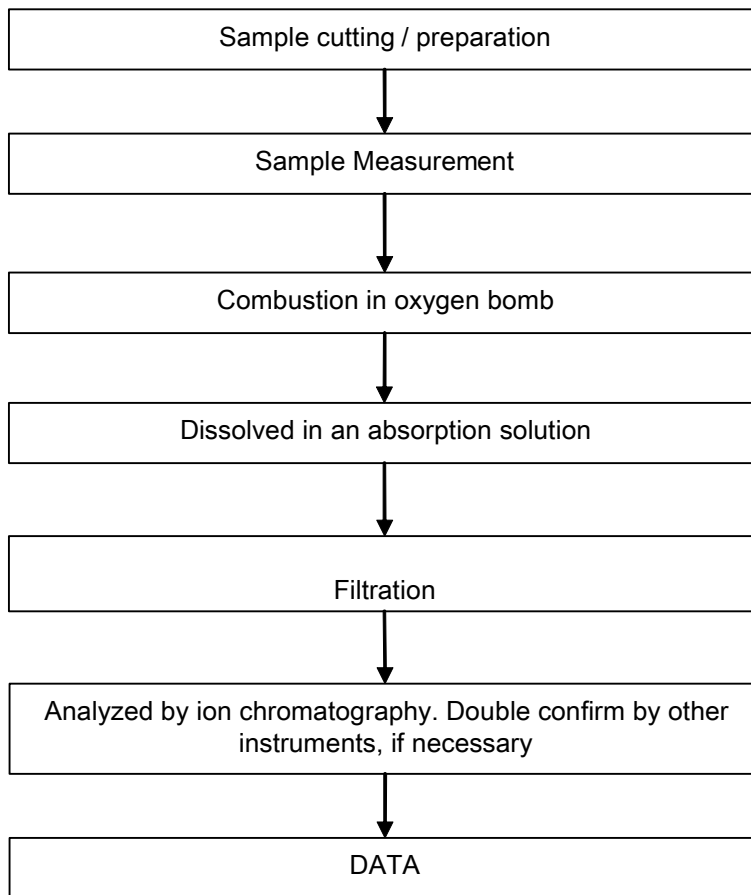 Sample cutting / preparation
Sample Measurement
Combustion in oxygen bomb
Dissolved in an absorption solution
Filtration
Analyzed by ion chromatography. Double confirm by other
instruments, if necessary
DATA